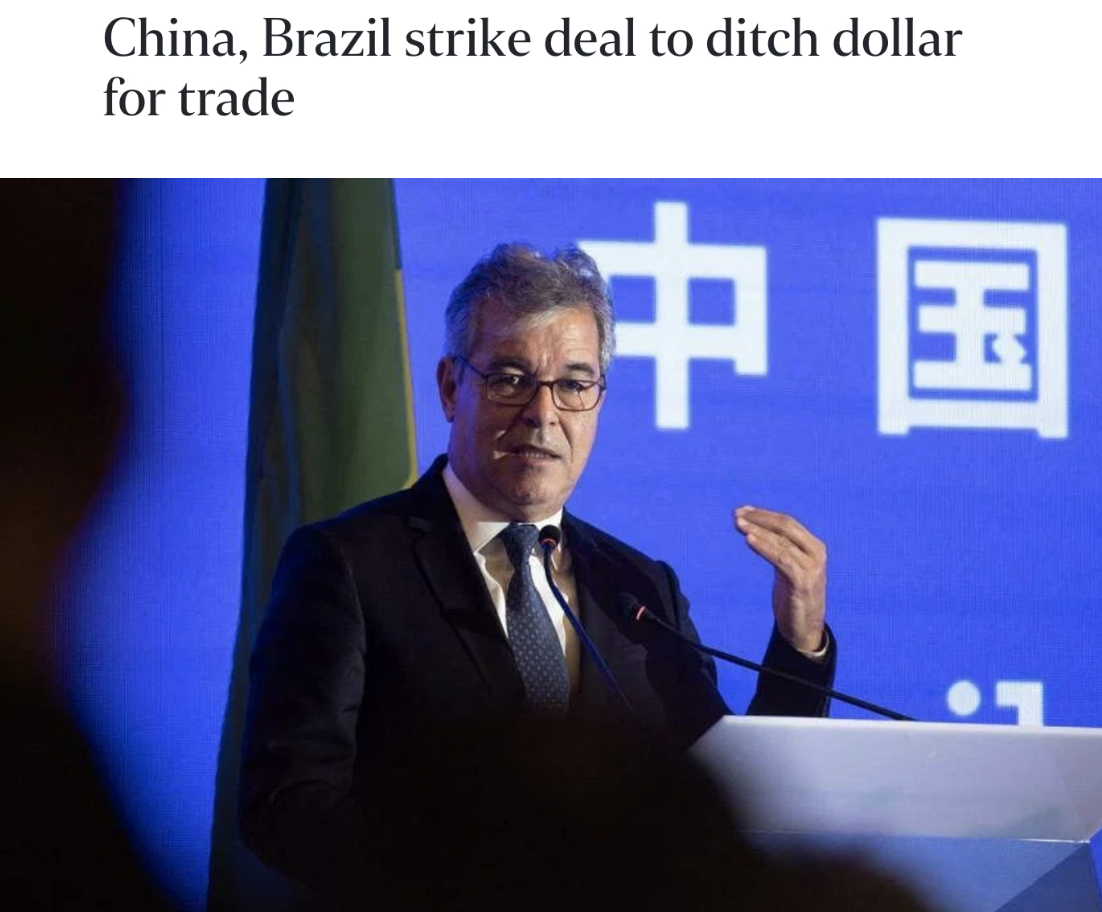 China, Brazil strike deal to ditch dollar
for trade
中国